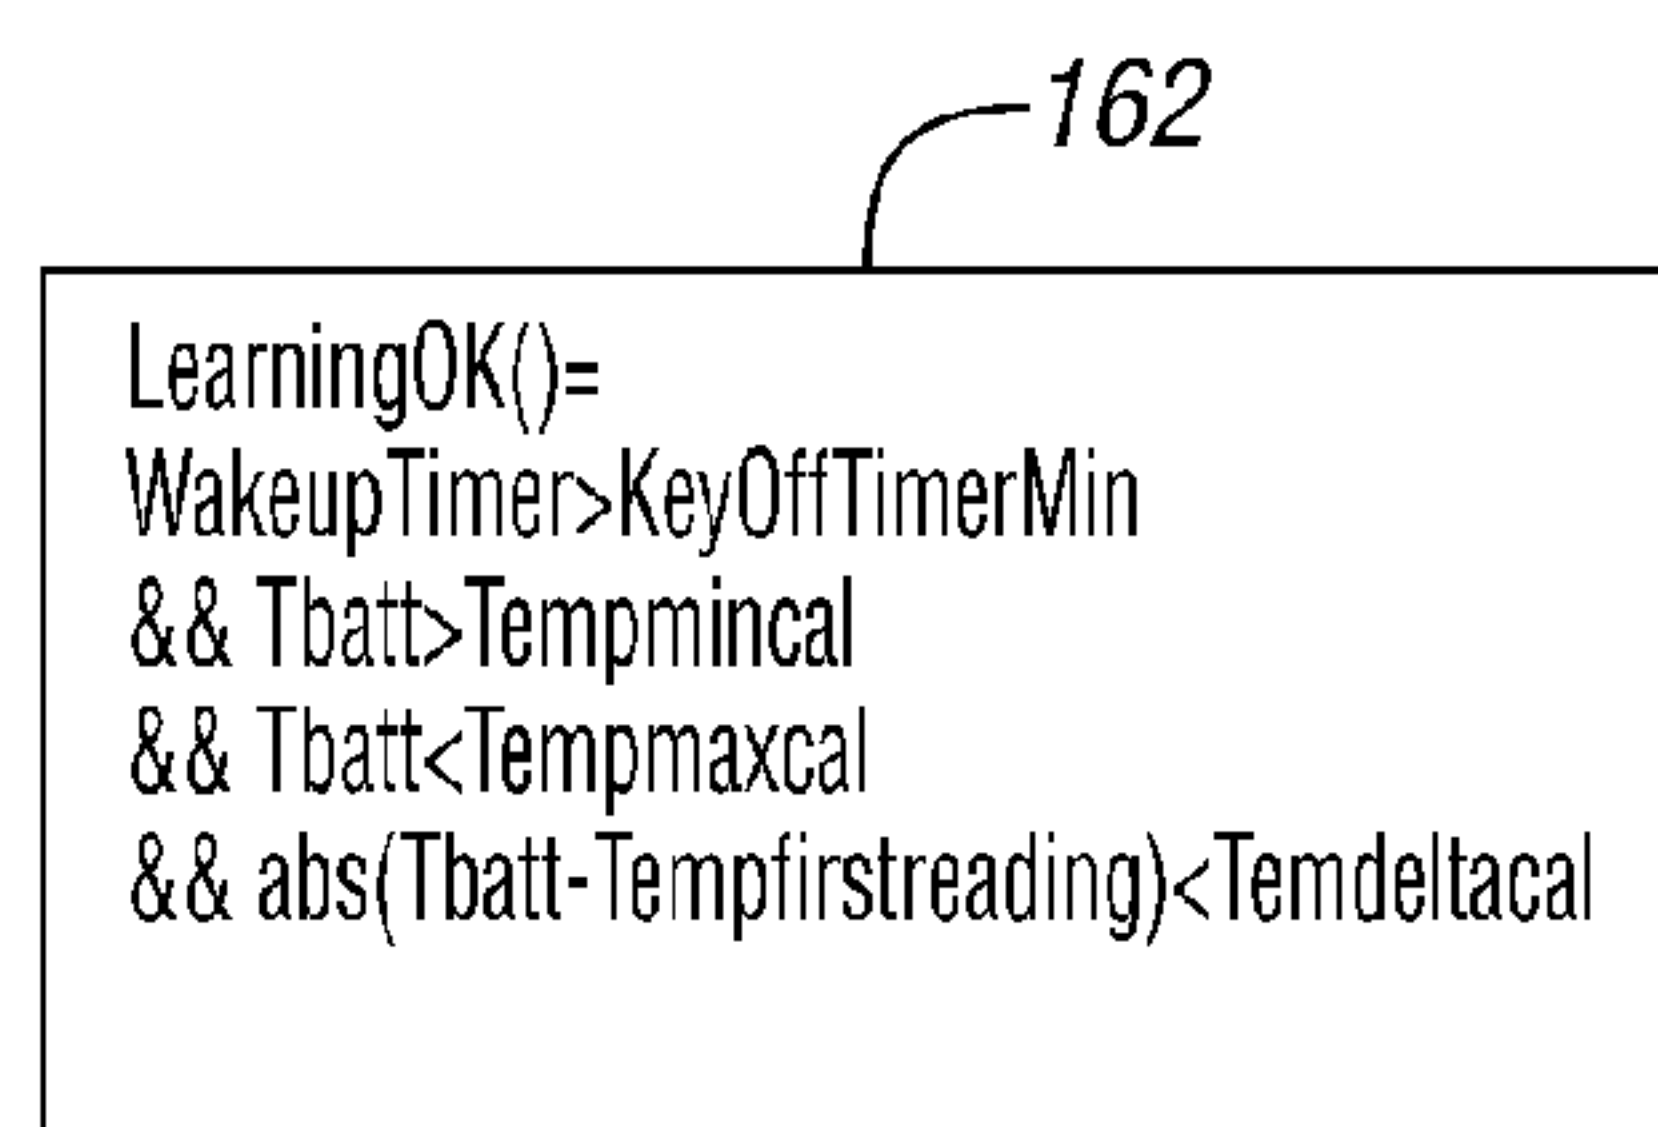 162
LearningOK()=
WakeupTimer>KeyOffTimerMin
&& Tbatt>Tempmincal
&& Tbatt<Tempmaxcal
&& abs(Tbatt-Tempfirstreading)<Temdeltacal